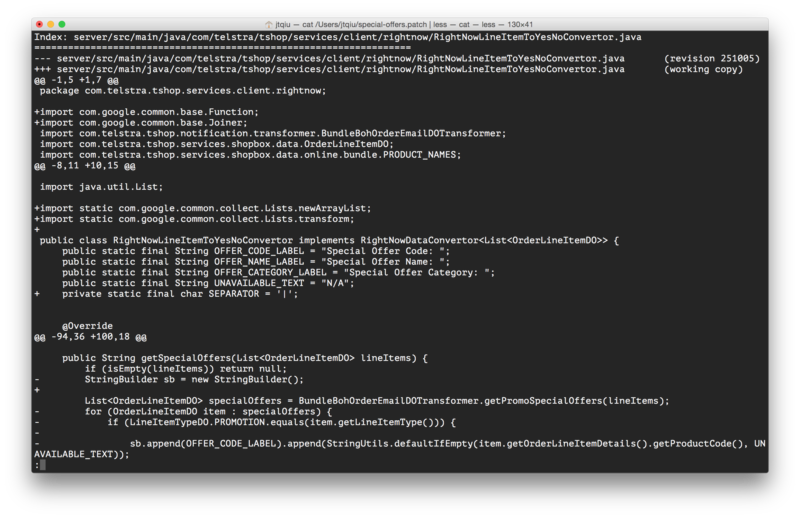 jtqiu — cat /Users/jtqiu/special-offers.patch | less — cat — less — 130×41
Index: server/src/main/java/com/telstra/tshop/services/client/rightnow/RightNowLineItemToYesNoConvertor.java
===================================================================
--- server/src/main/java/com/telstra/tshop/services/client/rightnow/RightNowLineItemToYesNoConvertor.java (revision 251005)
+++ server/src/main/java/com/telstra/tshop/services/client/rightnow/RightNowLineItemToYesNoConvertor.java (working copy)
@@ -1,5 +1,7 @@
 package com.telstra.tshop.services.client.rightnow;

+import com.google.common.base.Function;
+import com.google.common.base.Joiner;
 import com.telstra.tshop.notification.transformer.BundleBohOrderEmailDOTransformer;
 import com.telstra.tshop.services.shopbox.data.OrderLineItemDO;
 import com.telstra.tshop.services.shopbox.data.online.bundle.PRODUCT_NAMES;
@@ -8,11 +10,15 @@

 import java.util.List;

+import static com.google.common.collect.Lists.newArrayList;
+import static com.google.common.collect.Lists.transform;
+
 public class RightNowLineItemToYesNoConvertor implements RightNowDataConvertor<List<OrderLineItemDO>> {
     public static final String OFFER_CODE_LABEL = "Special Offer Code: ";
     public static final String OFFER_NAME_LABEL = "Special Offer Name: ";
     public static final String OFFER_CATEGORY_LABEL = "Special Offer Category: ";
     public static final String UNAVAILABLE_TEXT = "N/A";
+    private static final char SEPARATOR = '|';


     @Override
@@ -94,36 +100,18 @@

     public String getSpecialOffers(List<OrderLineItemDO> lineItems) {
         if (isEmpty(lineItems)) return null;
-        StringBuilder sb = new StringBuilder();
+
         List<OrderLineItemDO> specialOffers = BundleBohOrderEmailDOTransformer.getPromoSpecialOffers(lineItems);
-        for (OrderLineItemDO item : specialOffers) {
-            if (LineItemTypeDO.PROMOTION.equals(item.getLineItemType())) {
-
-                sb.append(OFFER_CODE_LABEL).append(StringUtils.defaultIfEmpty(item.getOrderLineItemDetails().getProductCode(), UN
AVAILABLE_TEXT));
: